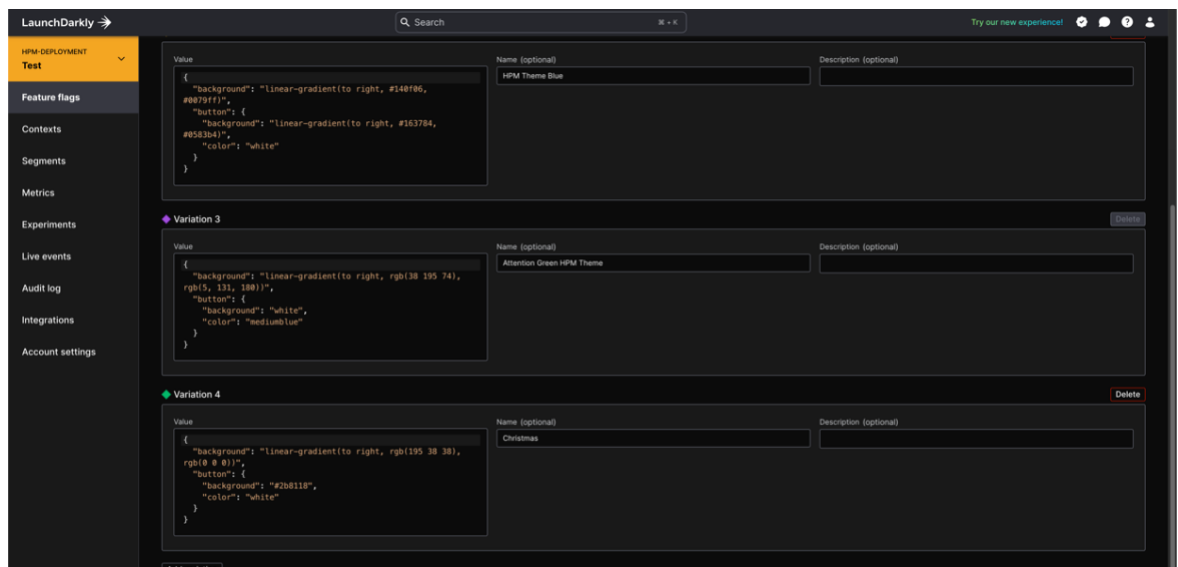 LaunchDarkly
Search
⌘ + K
Try our new experience!
HPM-DEPLOYMENT
Test
Feature flags
Contexts
Segments
Metrics
Experiments
Live events
Audit log
Integrations
Account settings
Value
Name (optional)
Description (optional)
{
"background": "linear-gradient(to right, #140f06,
#0079ff)",
"button": {
"background": "linear-gradient(to right, #163784,
#0583b4)",
"color": "white"
}
}
HPM Theme Blue
Variation 3
Delete
Value
Name (optional)
Description (optional)
{
"background": "linear-gradient(to right, rgb(38 195 74),
rgb(5, 131, 180))",
"button": {
"background": "white",
"color": "mediumblue"
}
}
Attention Green HPM Theme
Variation 4
Delete
Value
Name (optional)
Description (optional)
{
"background": "linear-gradient(to right, rgb(195 38 38),
rgb(0 0 0))",
"button": {
"background": "#2b8118",
"color": "white"
}
}
Christmas